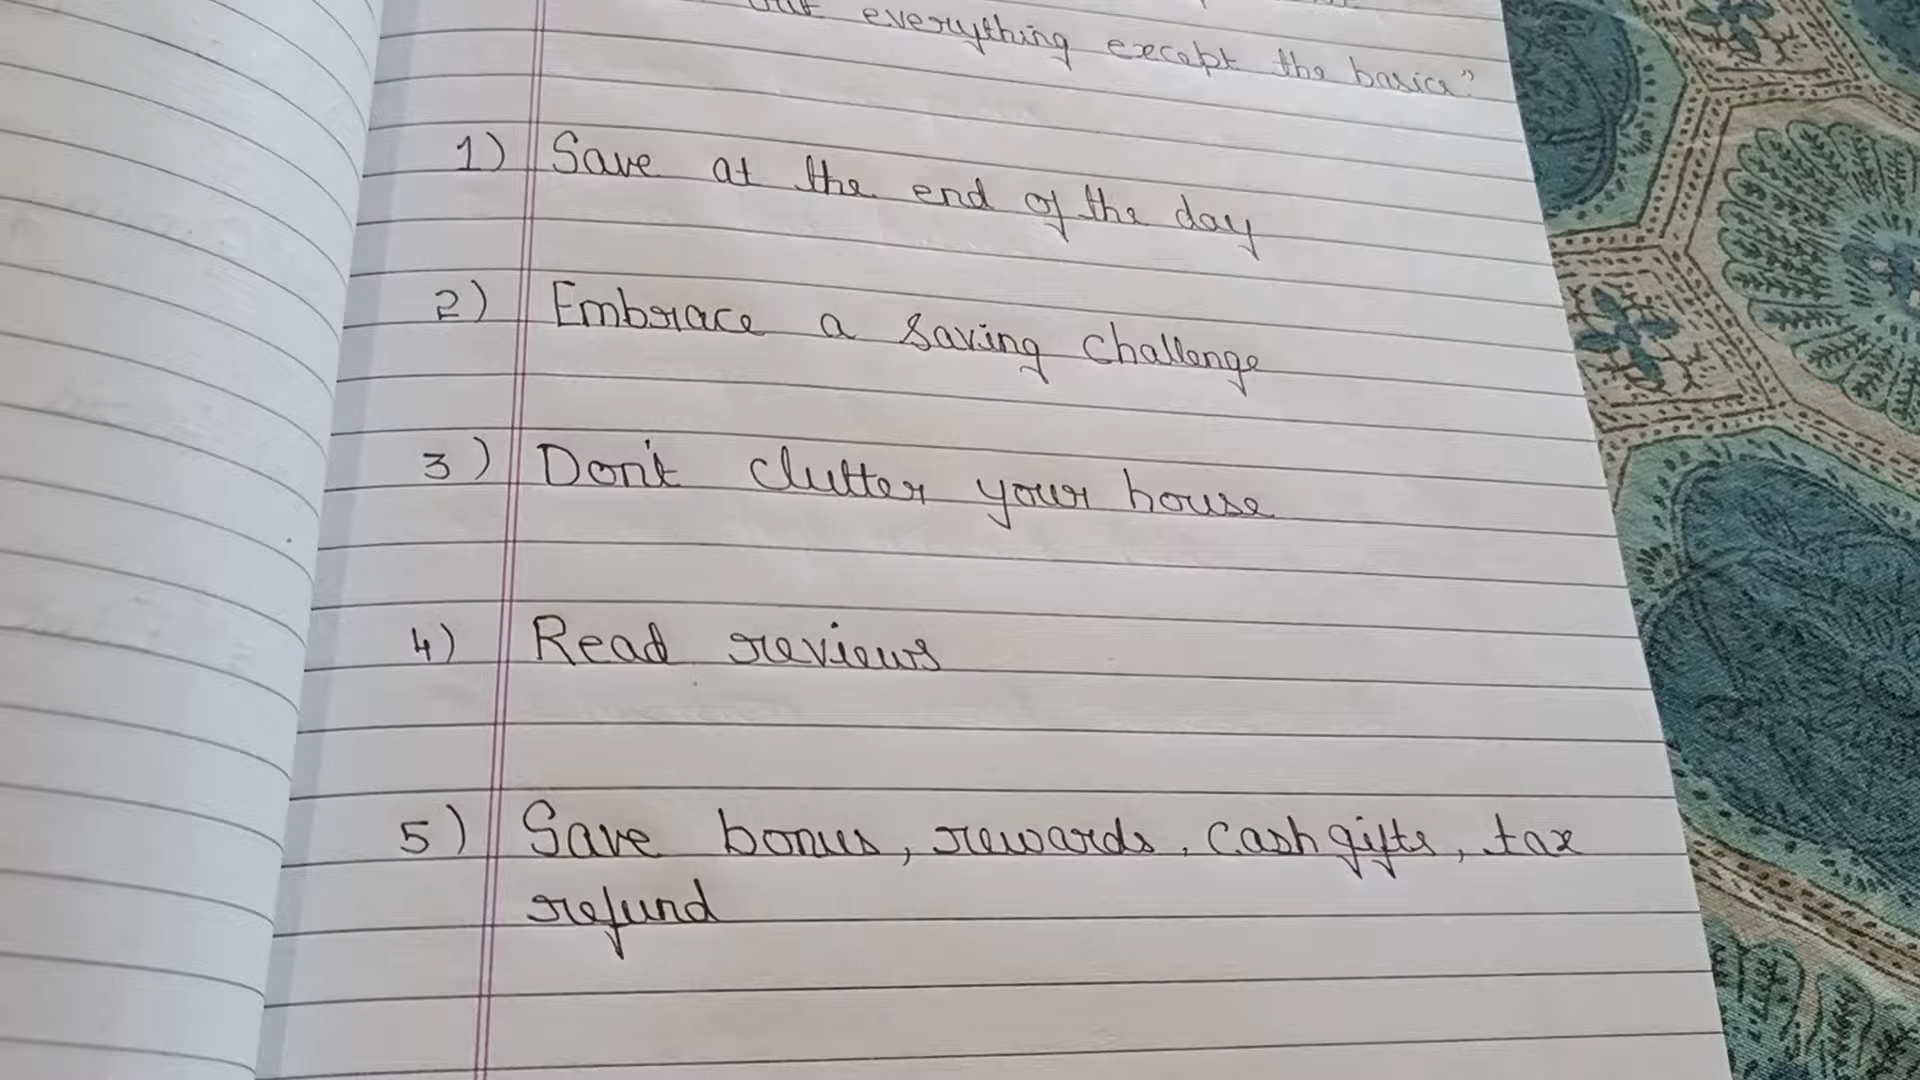 everything except the basics"
1) Save at the end of the day
2) Embrace a saving challenge
3) Don't clutter your house
4) Read reviews
5) Save bonus, rewards, cash gifts, tax
refund